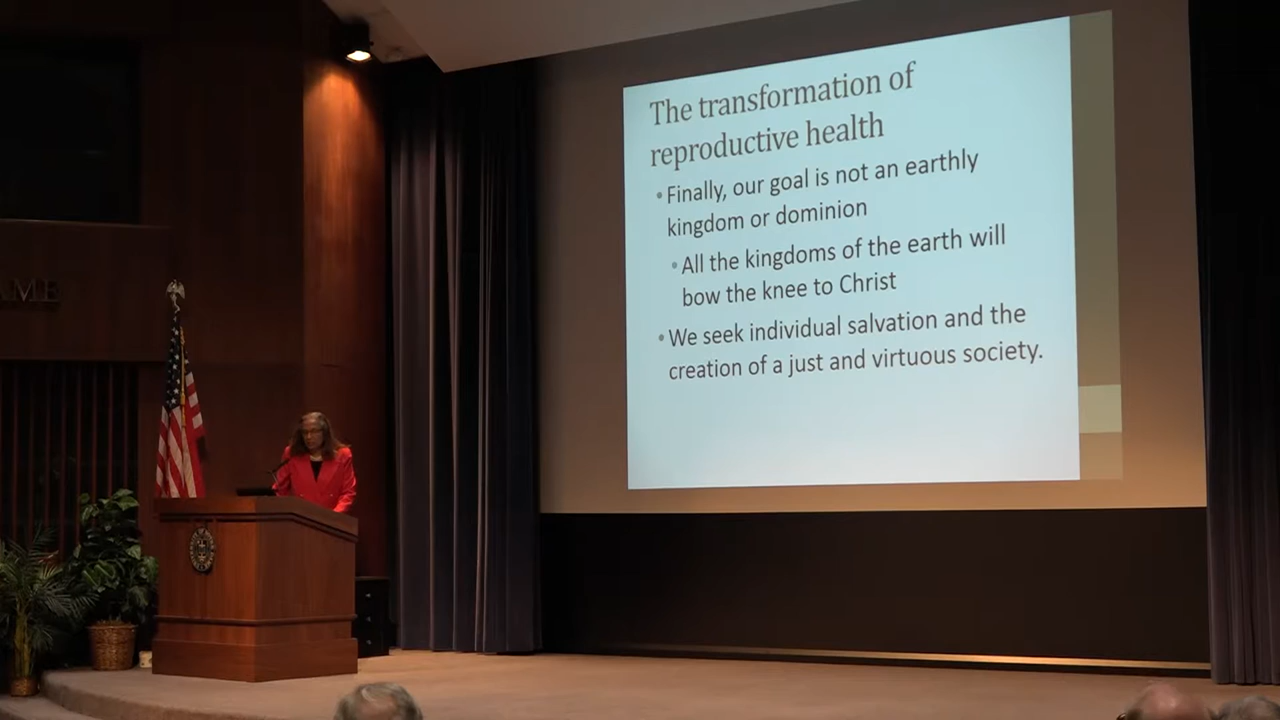 The transformation of
reproductive health
• Finally, our goal is not an earthly
kingdom or dominion
• All the kingdoms of the earth will
bow the knee to Christ
• We seek individual salvation and the
creation of a just and virtuous society.
AME